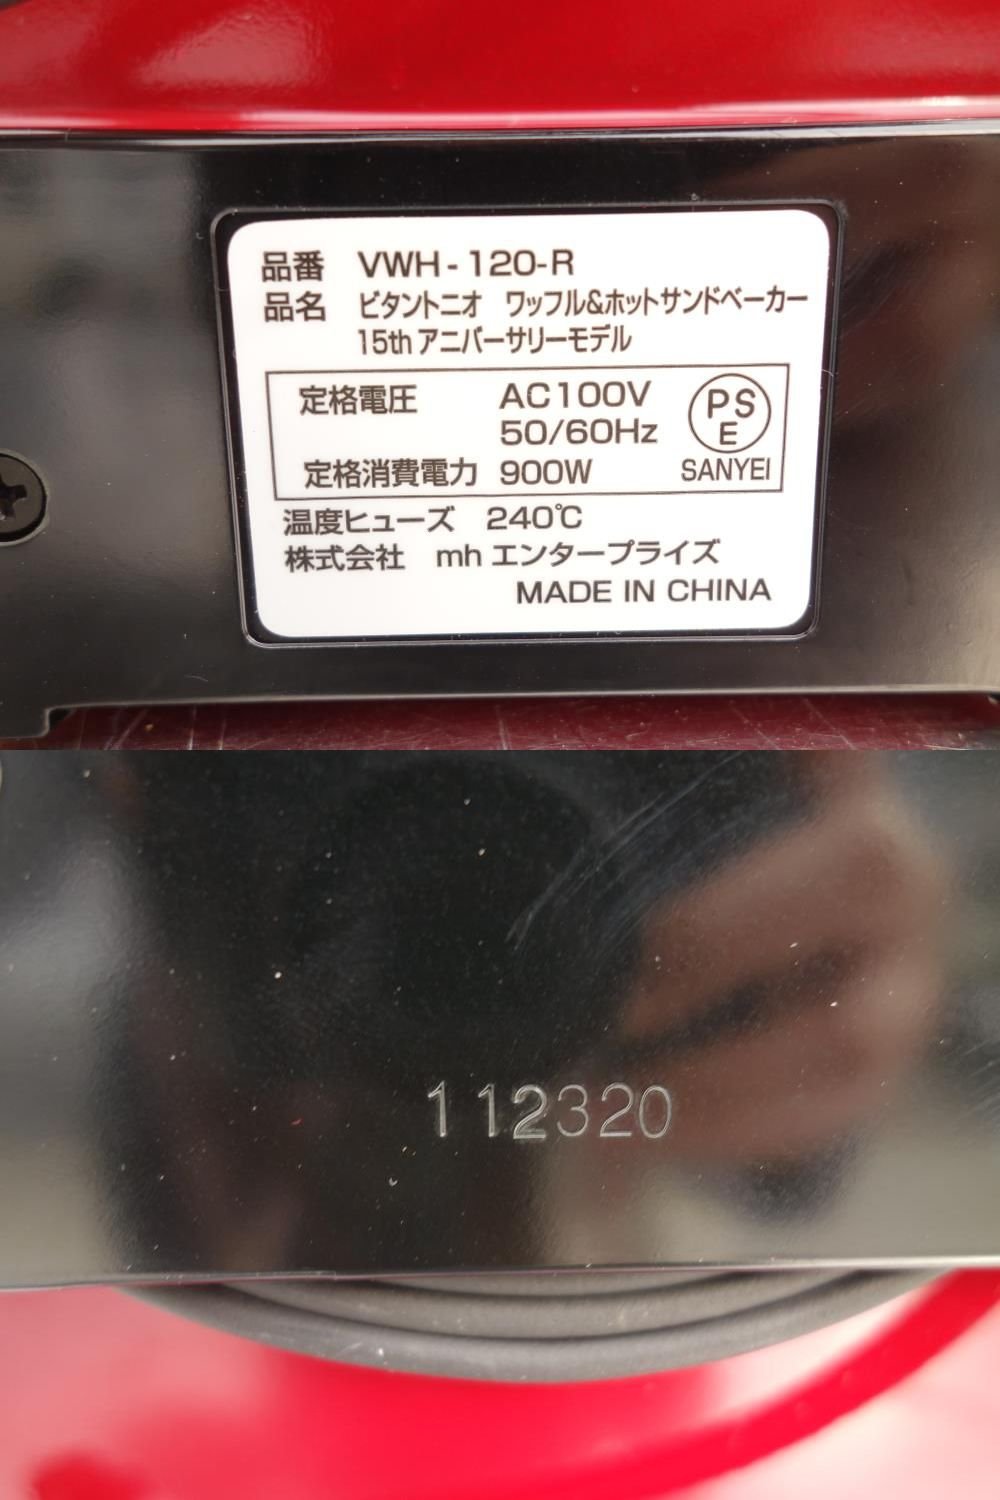 品番 VWH-120-R
品名 ビタントニオ ワッフル&ホットサンドベーカー
15th アニバーサリーモデル
定格電圧 AC100V
50/60Hz
PS
E
SANYEI
定格消費電力 900W
温度ヒューズ 240℃
株式会社 mh エンタープライズ
MADE IN CHINA
112320